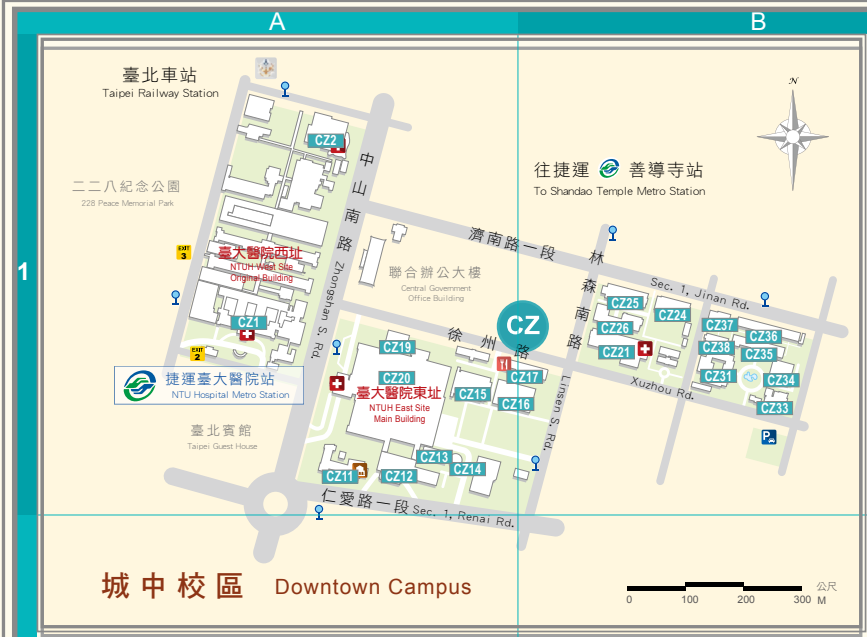 A
B
1
臺北車站
Taipei Railway Station
N
CZ2
中山南路
Zhongshan S. Rd.
往捷運 善導寺站
To Shandao Temple Metro Station
二二八紀念公園
228 Peace Memorial Park
濟南路一段
Sec. 1, Jinan Rd.
林森南路
Linsen S. Rd.
EXIT
3
臺大醫院西址
NTUH West Site
Original Building
聯合辦公大樓
Central Government
Office Building
CZ25
CZ24
CZ26
CZ21
CZ37
CZ36
CZ38
CZ35
CZ31
CZ34
CZ33
CZ
CZ1
EXIT
2
徐州路
Xuzhou Rd.
CZ19
CZ20
CZ17
CZ15
CZ16
捷運臺大醫院站
NTU Hospital Metro Station
臺大醫院東址
NTUH East Site
Main Building
臺北賓館
Taipei Guest House
P
CZ13
CZ14
CZ11
CZ12
仁愛路一段 Sec. 1, Renai Rd.
城中校區 Downtown Campus
公尺
0 100 200 300 M